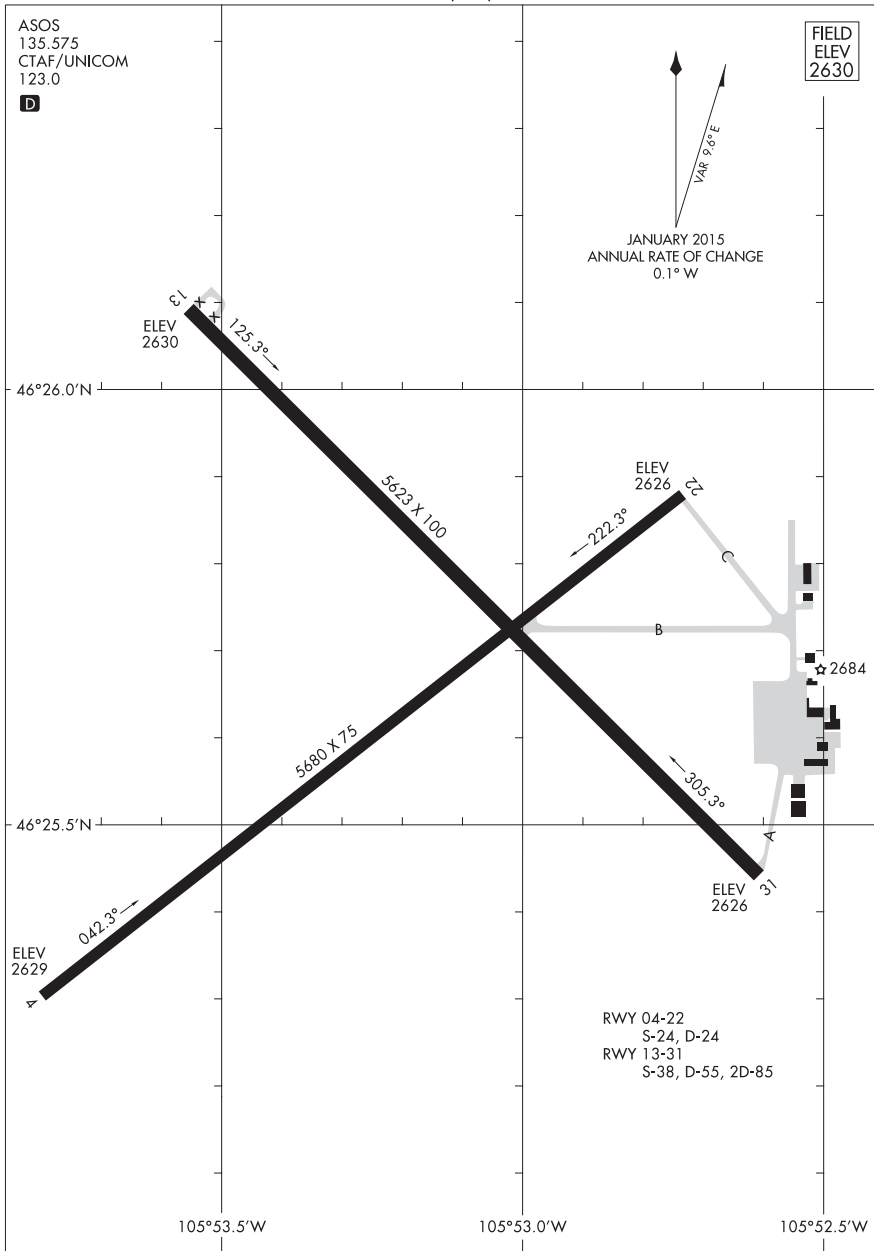 ASOS
135.575
CTAF/UNICOM
123.0
D
FIELD
ELEV
2630
VAR 9.6° E
JANUARY 2015
ANNUAL RATE OF CHANGE
0.1° W
13
x
x
ELEV
2630
125.3°
46°26.0'N
5623 X 100
ELEV
2626
22
222.3°
C
B
2684
5680 X 75
305.3°
46°25.5'N
A
31
ELEV
2626
042.3°
ELEV
2629
4
RWY 04-22
S-24, D-24
RWY 13-31
S-38, D-55, 2D-85
105°53.5'W
105°53.0'W
105°52.5'W